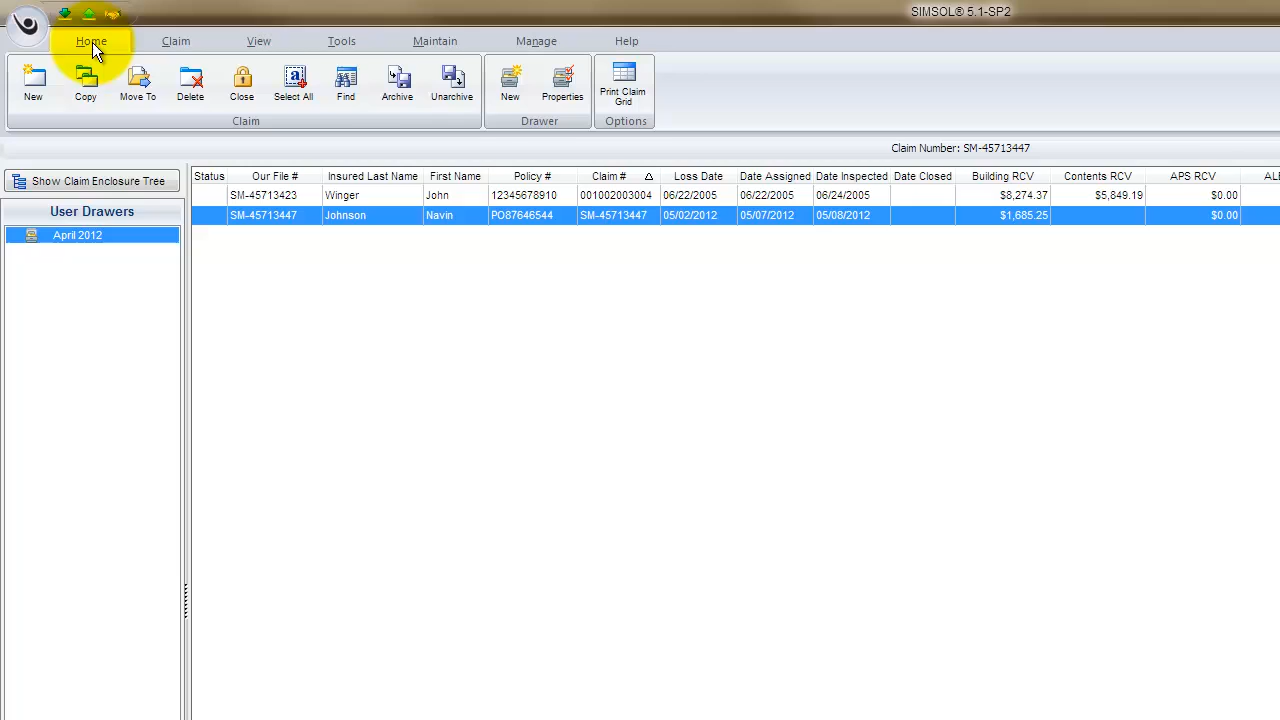 SIMSOL® 5.1-SP2
Home Claim View Tools Maintain Manage Help
New Copy Move To Delete Close Select All Find Archive Unarchive New Properties Print Claim Grid
Claim Drawer Options
Claim Number: SM-45713447
Show Claim Enclosure Tree
User Drawers
April 2012
Status Our File # Insured Last Name First Name Policy # Claim # Loss Date Date Assigned Date Inspected Date Closed Building RCV Contents RCV APS RCV ALE
SM-45713423 Winger John 12345678910 001002003004 06/22/2005 06/22/2005 06/24/2005 $8,274.37 $5,849.19 $0.00
SM-45713447 Johnson Navin PO87646544 SM-45713447 05/02/2012 05/07/2012 05/08/2012 $1,685.25 $0.00